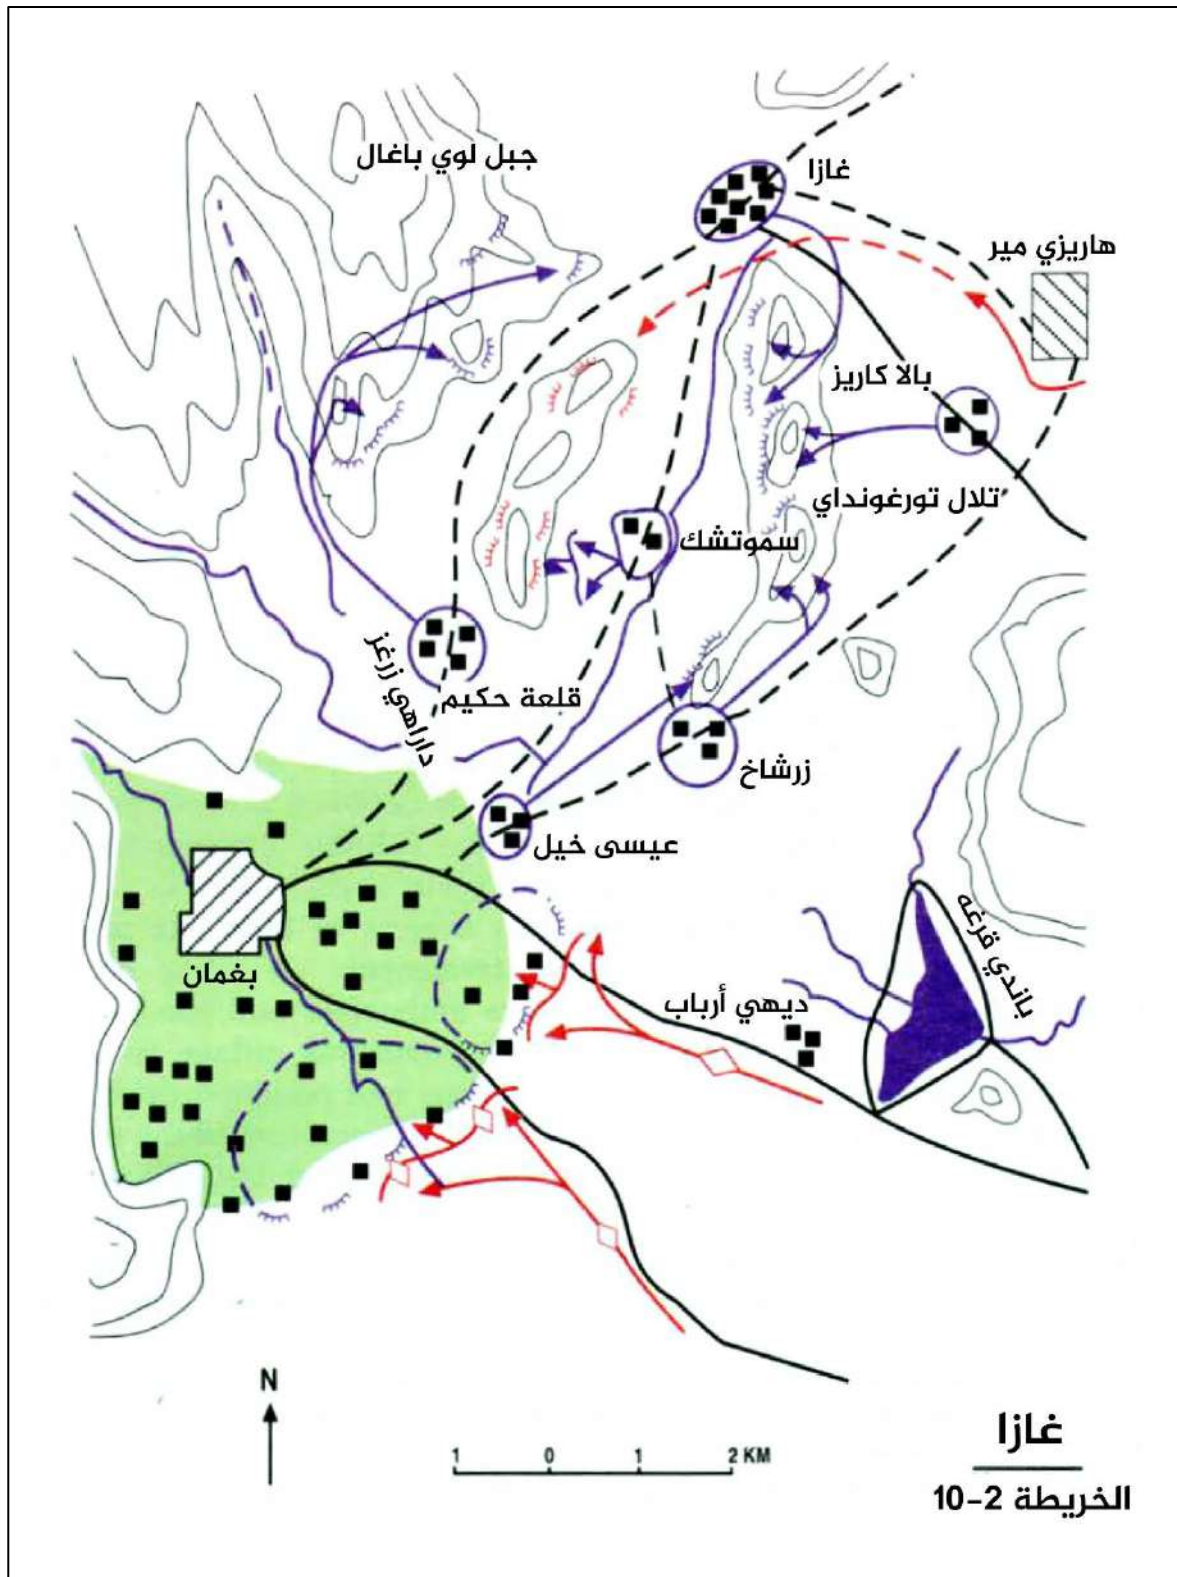 جبل لوي باغال
غازا
هاريزي مير
بالا كاريز
تلال تورغونداي
سموتشك
داراهي زرغز
قلعة حكيم
زرشاخ
عيسى خيل
باندي قرغه
بغمان
ديهي أرباب
N
1 0 1 2 KM
غازا
الخريطة 2-10